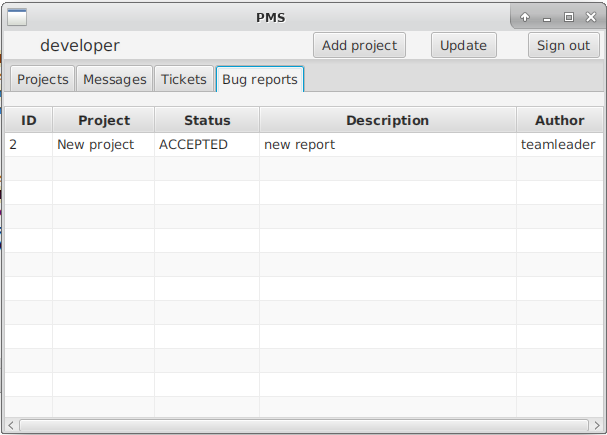 PMS
developer Add project Update Sign out
Projects Messages Tickets Bug reports
ID Project Status Description Author
2 New project ACCEPTED new report teamleader